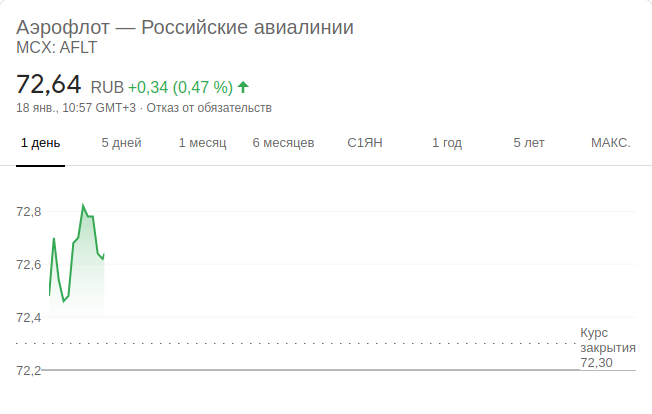 Аэрофлот — Российские авиалинии
MCX: AFLT
72,64 RUB +0,34 (0,47 %)
18 янв., 10:57 GMT+3 · Отказ от обязательств
1 день 5 дней 1 месяц 6 месяцев С1ЯН 1 год 5 лет МАКС.
72,8
72,6
72,4
Курс
закрытия
72,30
72,2